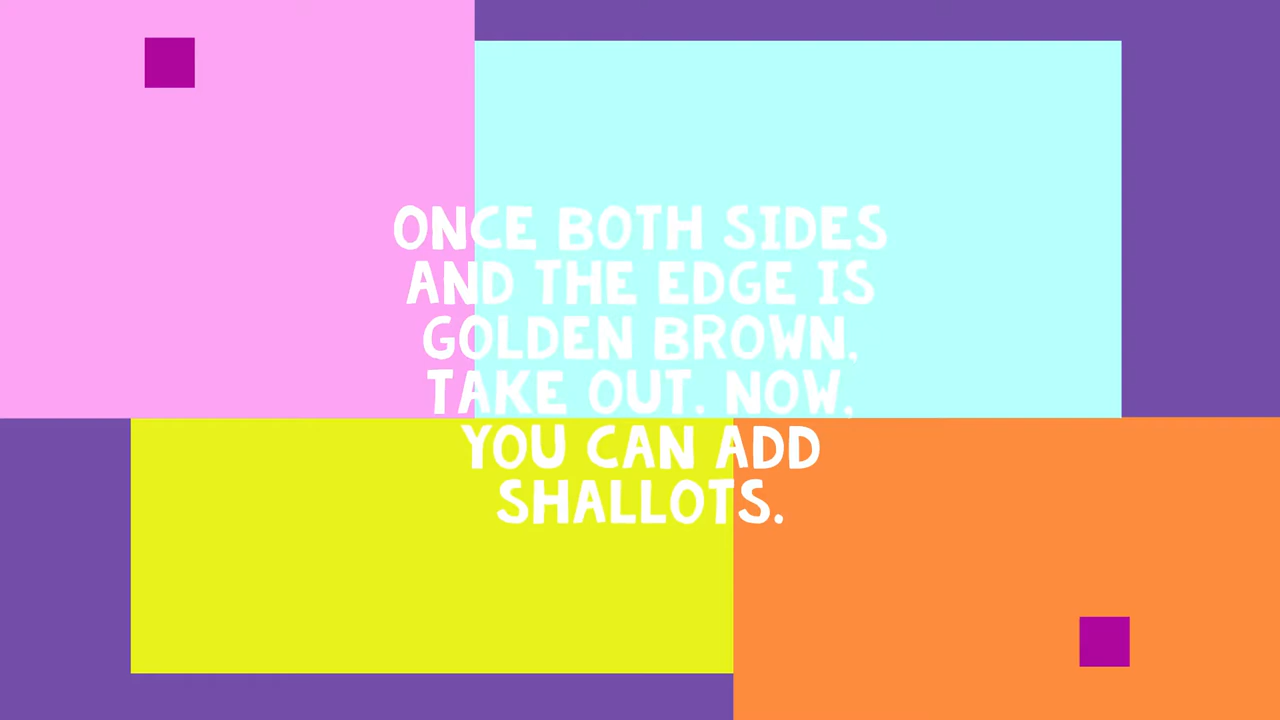 ONCE BOTH SIDES
AND THE EDGE IS
GOLDEN BROWN,
TAKE OUT. NOW,
YOU CAN ADD
SHALLOTS.